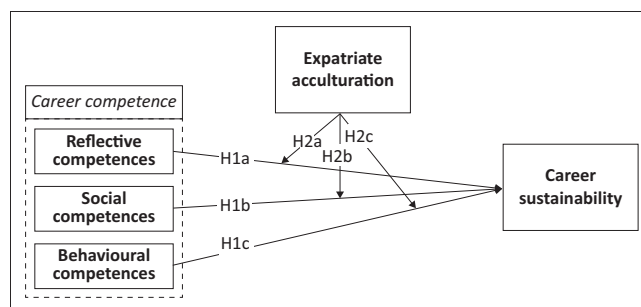 Expatriate
acculturation
Career competence
Reflective
competences
H1a
H2a
H2c
H2b
Social
competences
H1b
Career
sustainability
Behavioural
competences
H1c